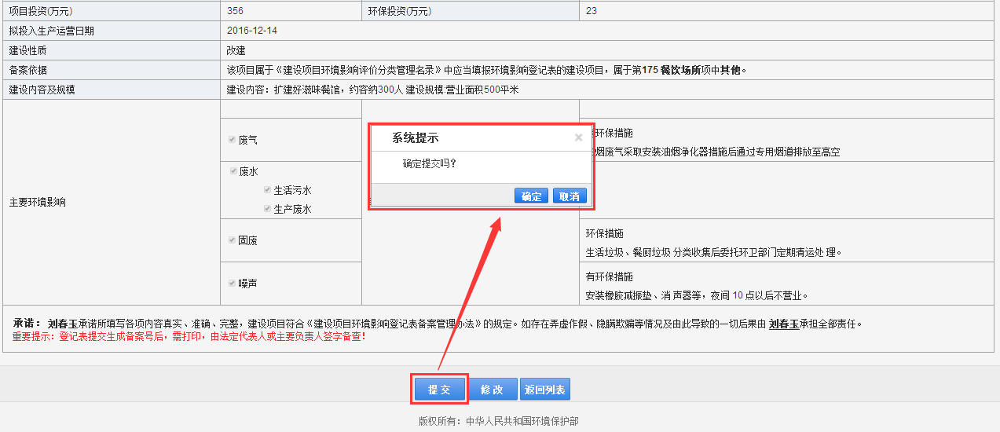 项目投资(万元) 356 环保投资(万元) 23
拟投入生产运营日期 2016-12-14
建设性质 改建
备案依据 该项目属于《建设项目环境影响评价分类管理名录》中应当填报环境影响登记表的建设项目，属于第175 餐饮场所项中其他。
建设内容及规模 建设内容：扩建好滋味餐馆，约容纳300人 建设规模:营业面积500平米
主要环境影响
废气
环保措施
烟废气采取安装油烟净化器措施后通过专用烟道排放至高空
废水
生活污水
生产废水
固废
环保措施
生活垃圾、餐厨垃圾 分类收集后委托环卫部门定期清运处 理。
噪声
有环保措施
安装橡胶减振垫、消 声器等，夜间 10 点以后不营业。
系统提示 ×
确定提交吗?
确定 取消
承诺： 刘春玉承诺所填写各项内容真实、准确、完整，建设项目符合《建设项目环境影响登记表备案管理办法》的规定。如存在弄虚作假、隐瞒欺骗等情况及由此导致的一切后果由 刘春玉承担全部责任。
重要提示：登记表提交生成备案号后，需打印，由法定代表人或主要负责人签字备查!
提 交 修 改 返回列表
版权所有：中华人民共和国环境保护部